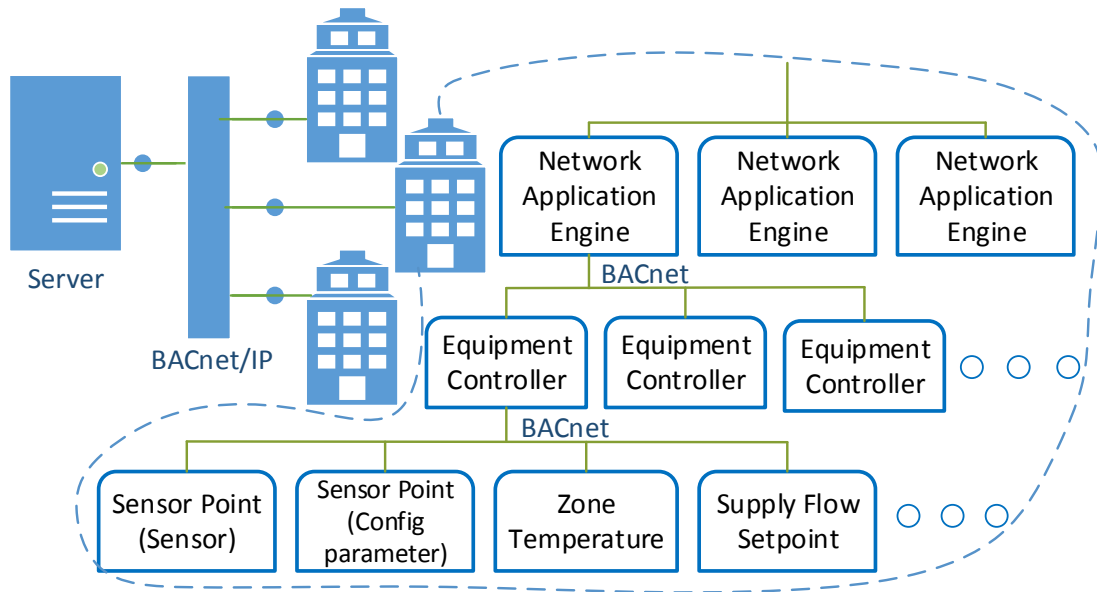 Server
BACnet/IP
Network
Application
Engine
Network
Application
Engine
Network
Application
Engine
BACnet
Equipment
Controller
Equipment
Controller
Equipment
Controller
BACnet
Sensor Point
(Sensor)
Sensor Point
(Config
parameter)
Zone
Temperature
Supply Flow
Setpoint